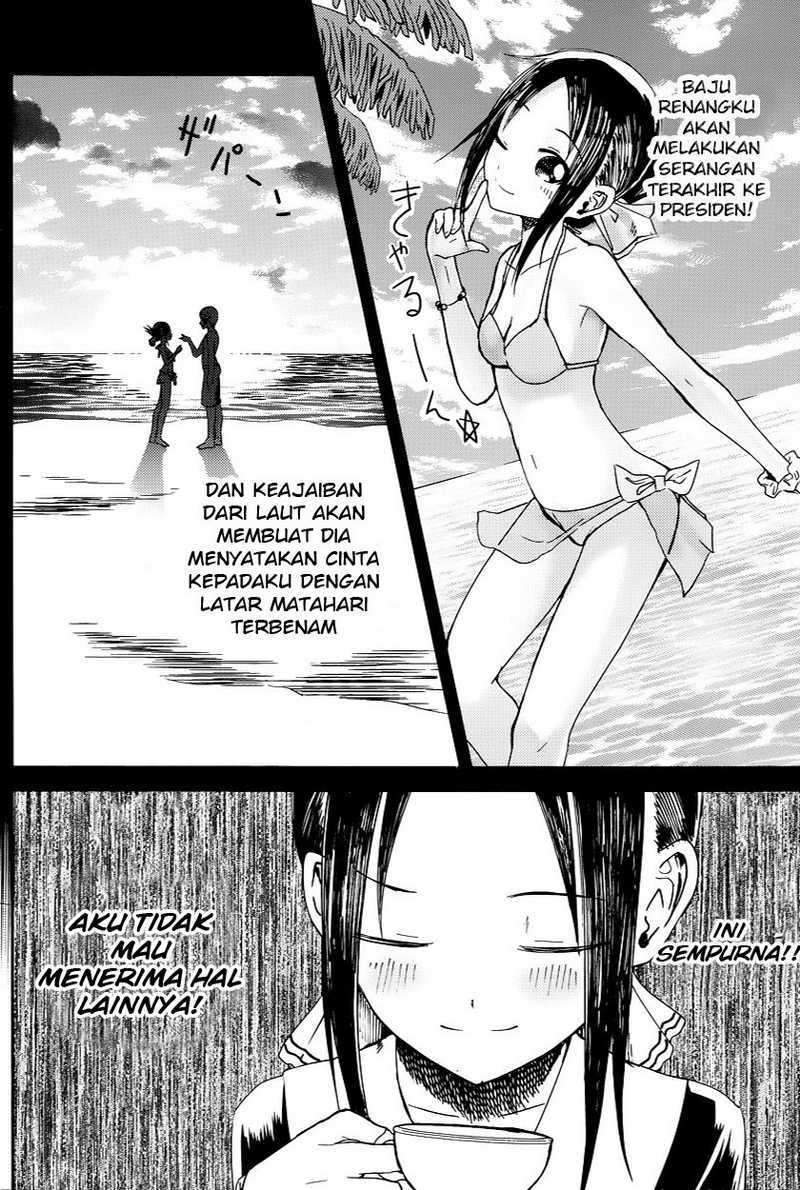 BAJU
RENANGKU
AKAN
MELAKUKAN
SERANGAN
TERAKHIR KE
PRESIDEN!
きゃるーん☆
ザパーン
DAN KEAJAIBAN
DARI LAUT AKAN
MEMBUAT DIA
MENYATAKAN CINTA
KEPADAKU DENGAN
LATAR MATAHARI
TERBENAM
INI
SEMPURNA!!
AKU TIDAK
MAU
MENERIMA HAL
LAINNYA!